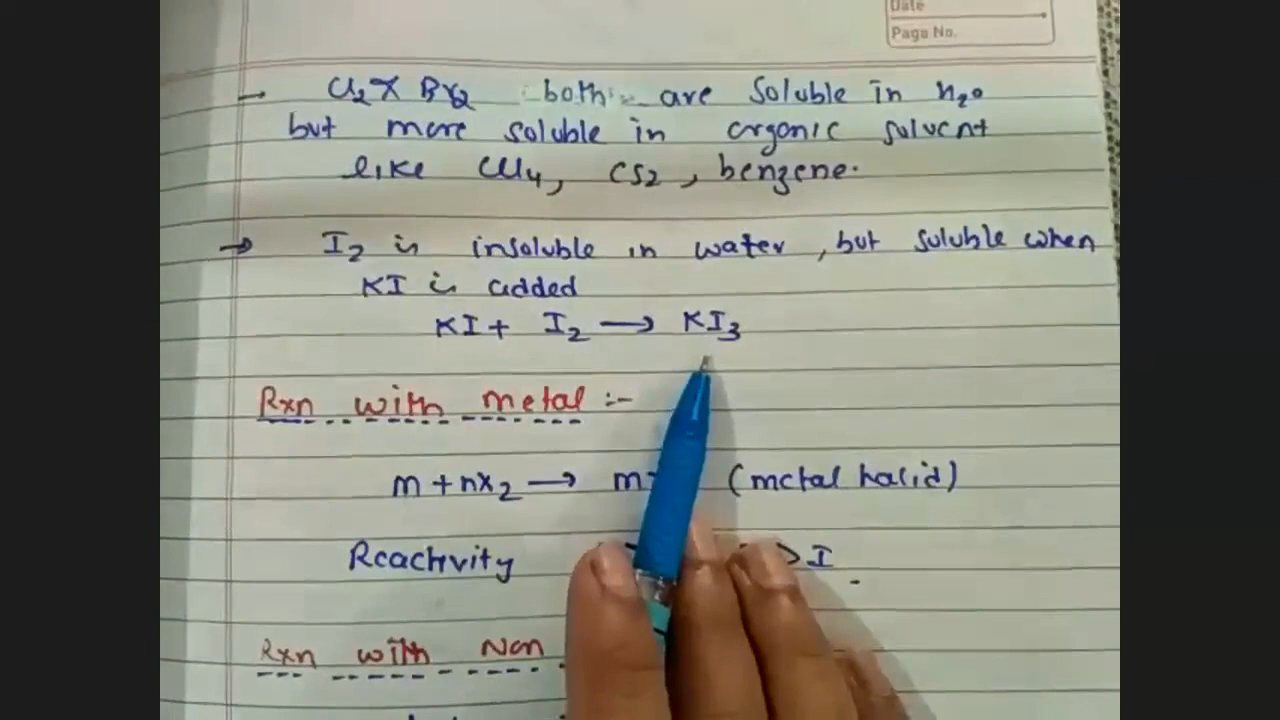 Date
Page No.
→ Cl2 & Br2 both are soluble in H2O
but more soluble in organic solvent
like CCl4, CS2, benzene.
→ I2 is insoluble in water, but soluble when
KI is added
KI + I2 → KI3
Rxn with metal :-
m + nx2 → m (metal halid)
Reactivity > I
Rxn with Non